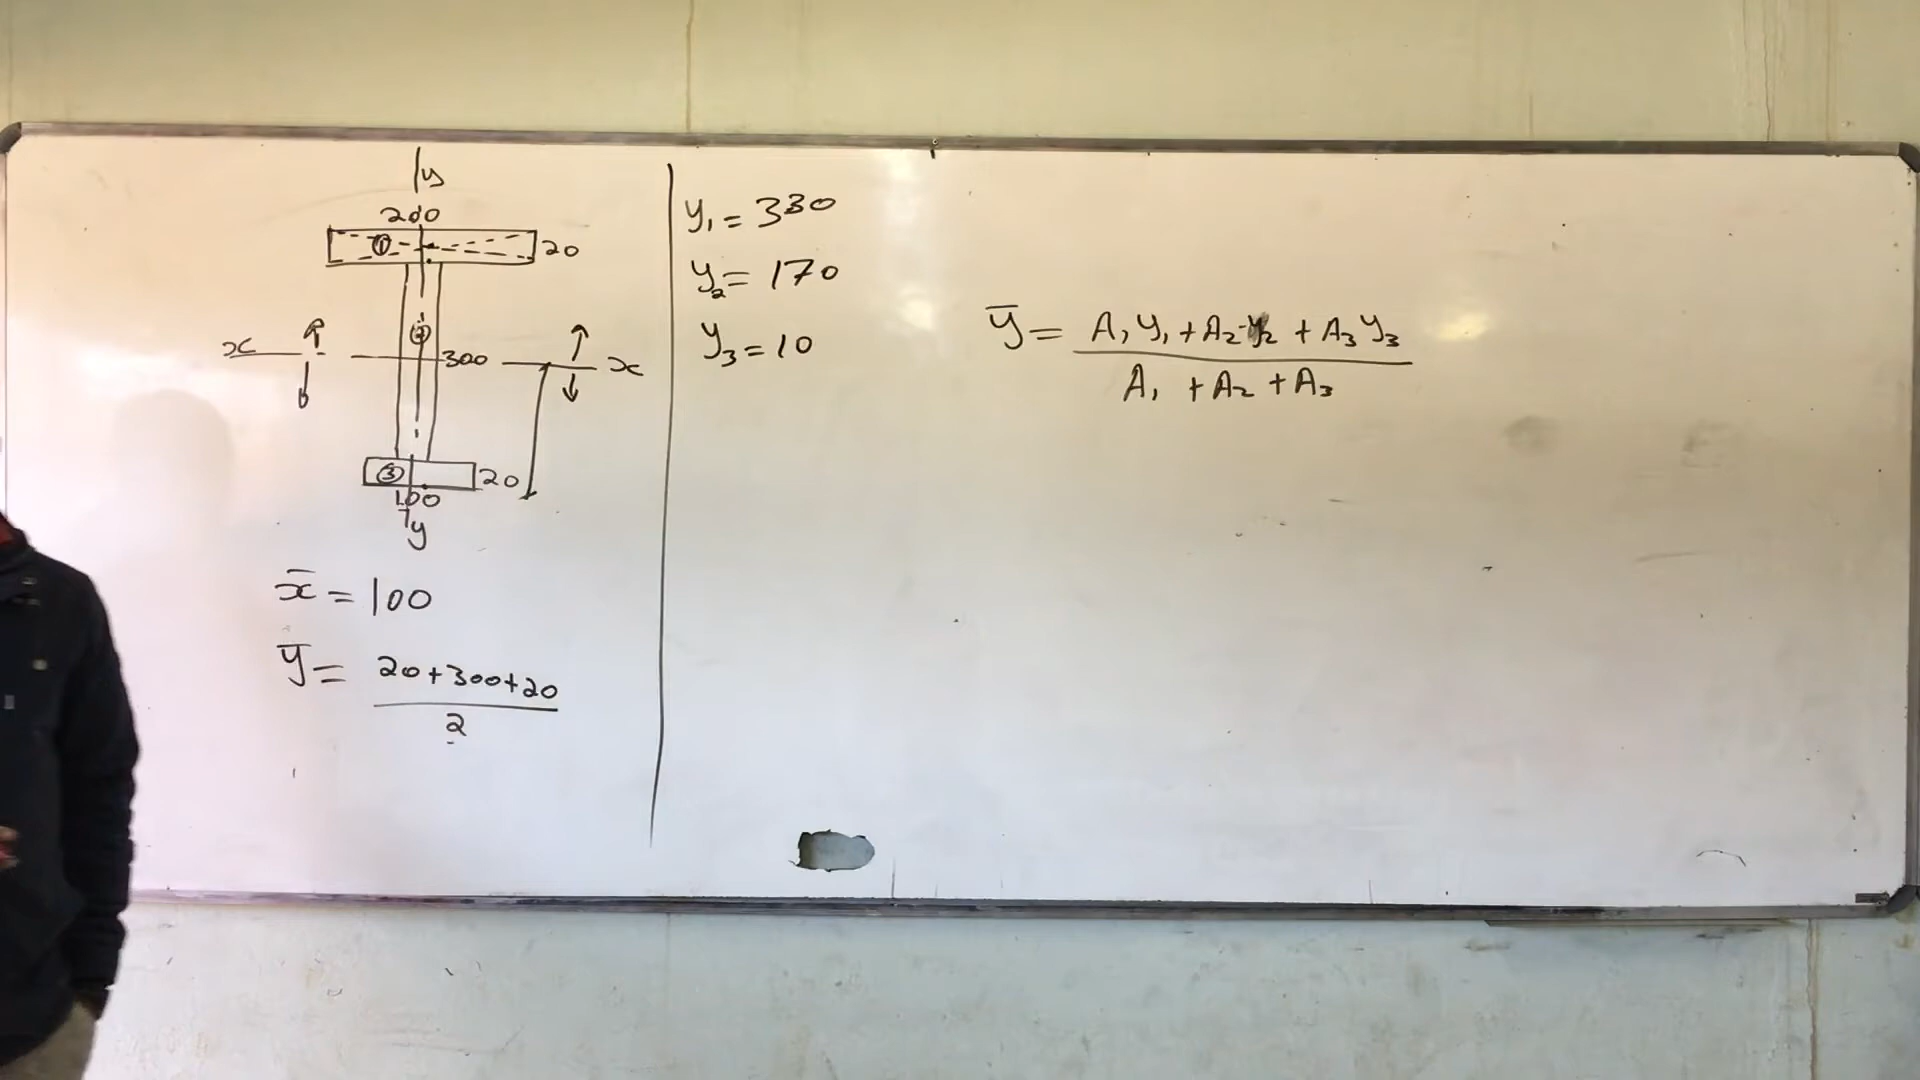 y
200
① 20
②
x 300 x
③ 20
100
y
x̄ = 100
ȳ = 20+300+20
2
y₁ = 330
y₂ = 170
y₃ = 10
ȳ = A₁y₁ + A₂y₂ + A₃y₃
A₁ + A₂ + A₃